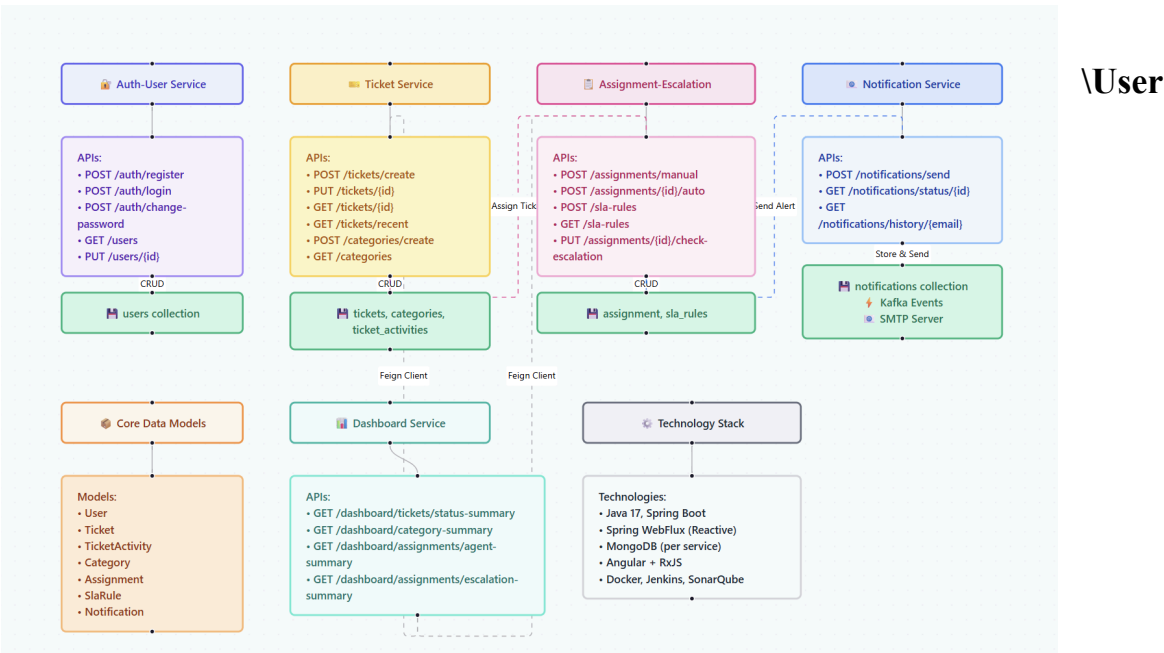 \User
🔐 Auth-User Service
🎫 Ticket Service
📋 Assignment-Escalation
📧 Notification Service
APIs:
• POST /auth/register
• POST /auth/login
• POST /auth/change-
password
• GET /users
• PUT /users/{id}
APIs:
• POST /tickets/create
• PUT /tickets/{id}
• GET /tickets/{id}
• GET /tickets/recent
• POST /categories/create
• GET /categories
Assign Tick
APIs:
• POST /assignments/manual
• POST /assignments/{id}/auto
• POST /sla-rules
• GET /sla-rules
• PUT /assignments/{id}/check-
escalation
Send Alert
APIs:
• POST /notifications/send
• GET /notifications/status/{id}
• GET
/notifications/history/{email}
CRUD
CRUD
CRUD
Store & Send
💾 users collection
💾 tickets, categories,
ticket_activities
💾 assignment, sla_rules
💾 notifications collection
⚡ Kafka Events
📧 SMTP Server
Feign Client
Feign Client
📦 Core Data Models
📊 Dashboard Service
⚙️ Technology Stack
Models:
• User
• Ticket
• TicketActivity
• Category
• Assignment
• SlaRule
• Notification
APIs:
• GET /dashboard/tickets/status-summary
• GET /dashboard/category-summary
• GET /dashboard/assignments/agent-
summary
• GET /dashboard/assignments/escalation-
summary
Technologies:
• Java 17, Spring Boot
• Spring WebFlux (Reactive)
• MongoDB (per service)
• Angular + RxJS
• Docker, Jenkins, SonarQube